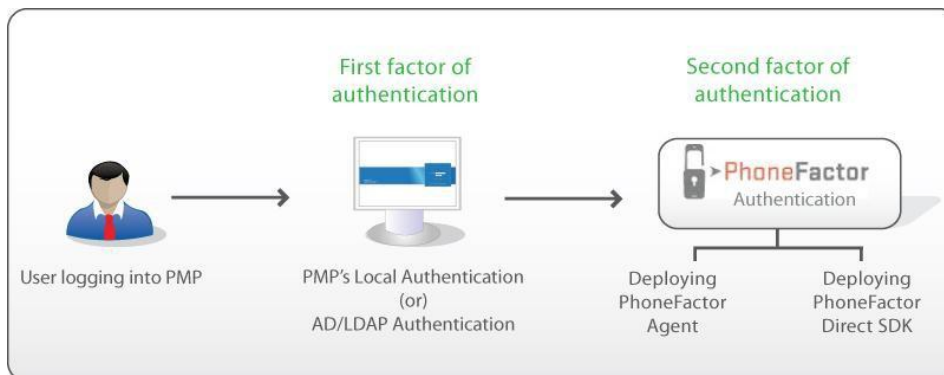 First factor of
authentication
Second factor of
authentication
PhoneFactor
Authentication
User logging into PMP
PMP's Local Authentication
(or)
AD/LDAP Authentication
Deploying
PhoneFactor
Agent
Deploying
PhoneFactor
Direct SDK